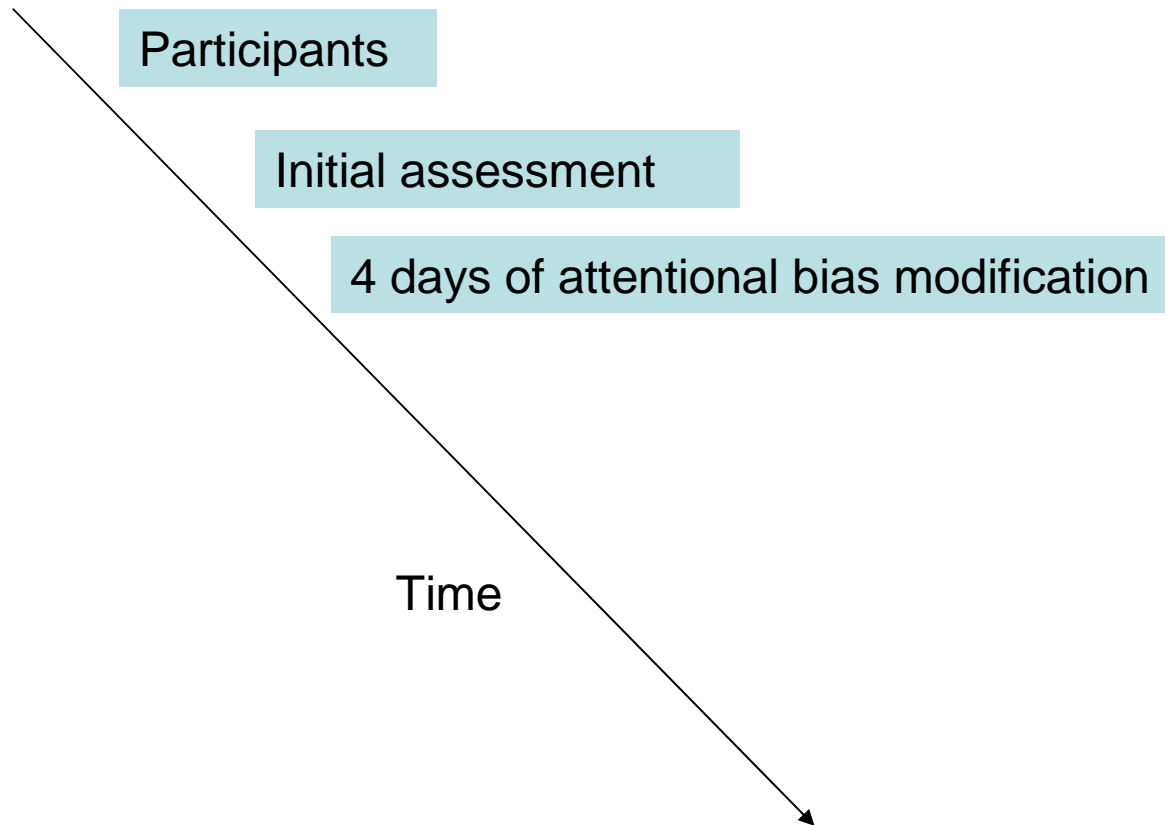 Participants
Initial assessment
4 days of attentional bias modification
Time